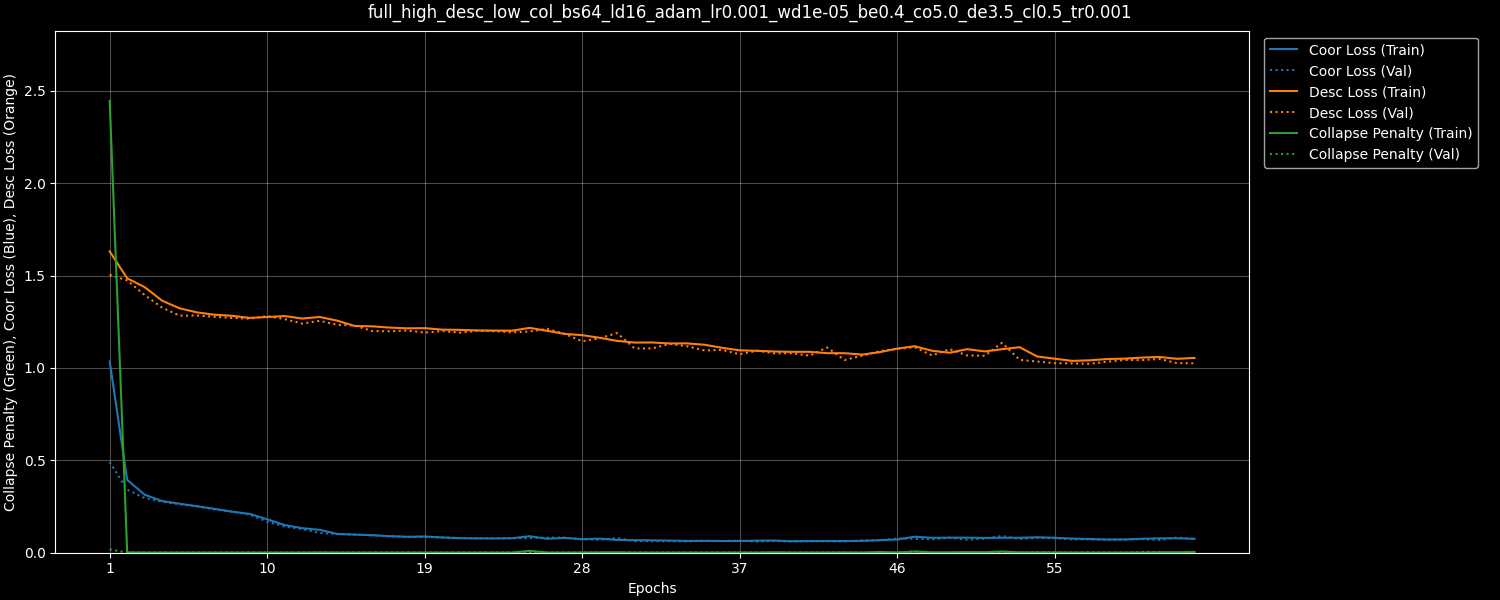 full_high_desc_low_col_bs64_ld16_adam_lr0.001_wd1e-05_be0.4_co5.0_de3.5_cl0.5_tr0.001
Collapse Penalty (Green), Coor Loss (Blue), Desc Loss (Orange)
2.5
2.0
1.5
1.0
0.5
0.0
1 10 19 28 37 46 55
Epochs
Coor Loss (Train)
Coor Loss (Val)
Desc Loss (Train)
Desc Loss (Val)
Collapse Penalty (Train)
Collapse Penalty (Val)